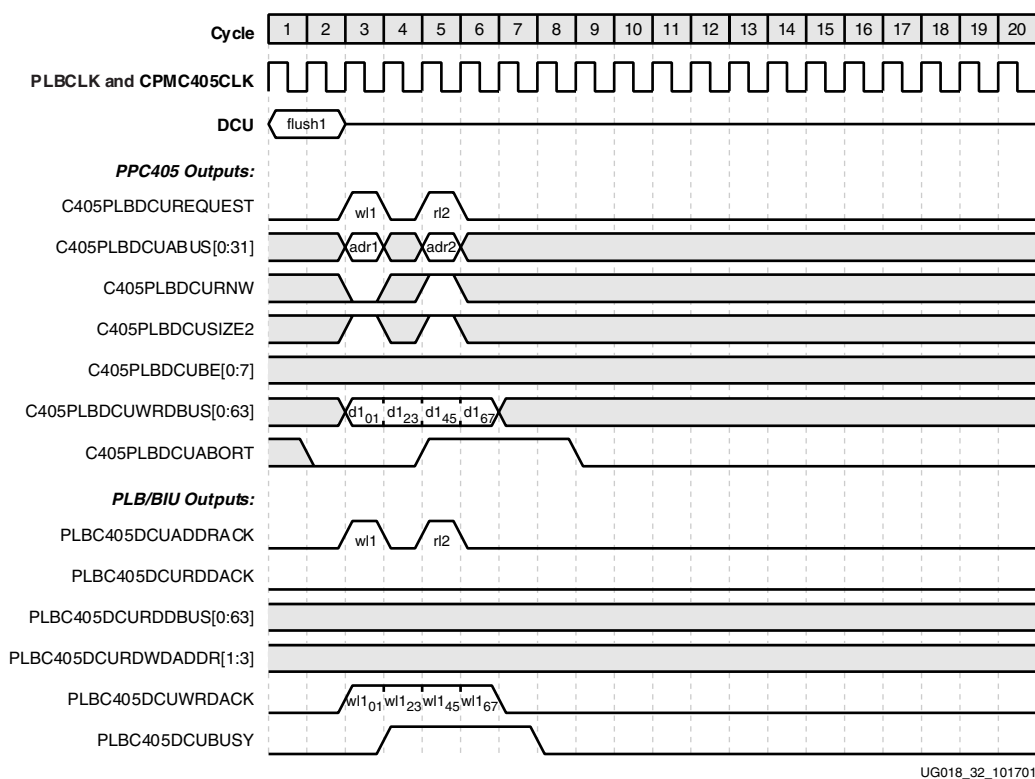 Cycle 1 2 3 4 5 6 7 8 9 10 11 12 13 14 15 16 17 18 19 20
PLBCLK and CPMC405CLK
DCU flush1
PPC405 Outputs:
C405PLBDCUREQUEST wl1 rl2
C405PLBDCUABUS[0:31] adr1 adr2
C405PLBDCURNW
C405PLBDCUSIZE2
C405PLBDCUBE[0:7]
C405PLBDCUWRDBUS[0:63] d1₀₁ d1₂₃ d1₄₅ d1₆₇
C405PLBDCUABORT
PLB/BIU Outputs:
PLBC405DCUADDRACK wl1 rl2
PLBC405DCURDDACK
PLBC405DCURDDBUS[0:63]
PLBC405DCURDWDADDR[1:3]
PLBC405DCUWRDACK wl1₀₁ wl1₂₃ wl1₄₅ wl1₆₇
PLBC405DCUBUSY
UG018_32_101701